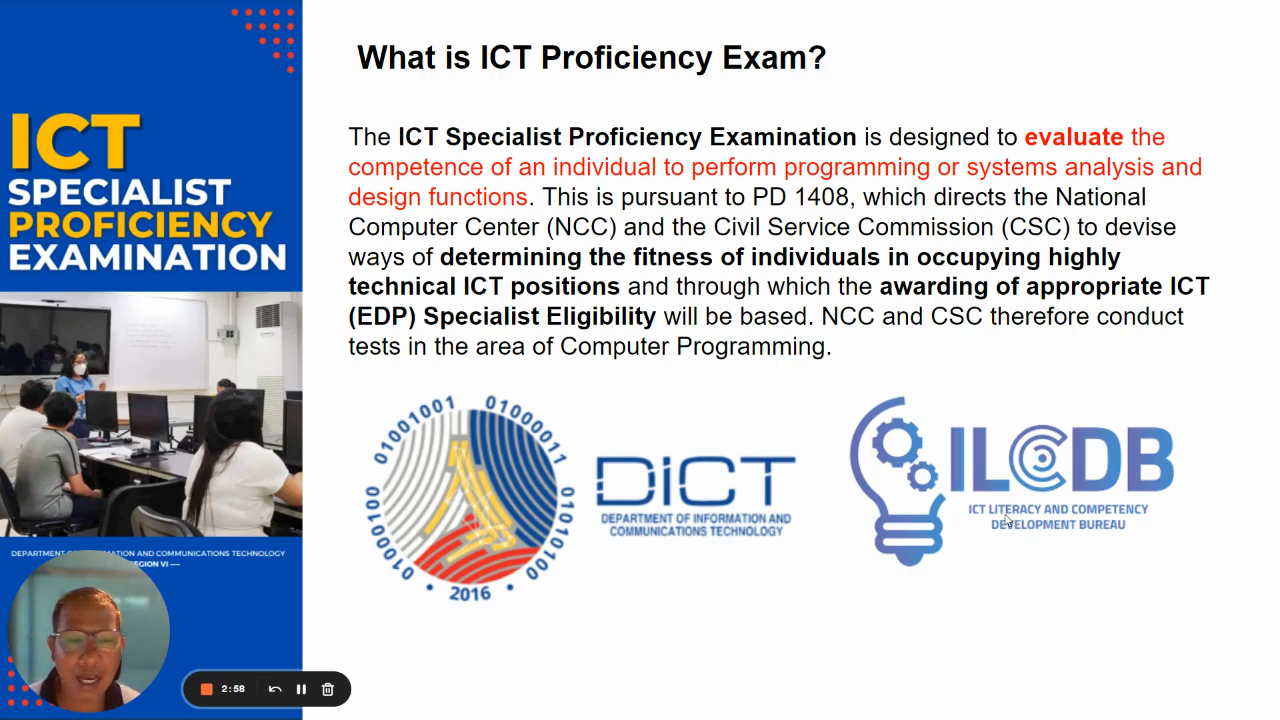 What is ICT Proficiency Exam?
The ICT Specialist Proficiency Examination is designed to evaluate the
competence of an individual to perform programming or systems analysis and
design functions. This is pursuant to PD 1408, which directs the National
Computer Center (NCC) and the Civil Service Commission (CSC) to devise
ways of determining the fitness of individuals in occupying highly
technical ICT positions and through which the awarding of appropriate ICT
(EDP) Specialist Eligibility will be based. NCC and CSC therefore conduct
tests in the area of Computer Programming.
ICT
SPECIALIST
PROFICIENCY
EXAMINATION
DEPARTMENT AND COMMUNICATIONS TECHNOLOGY
REGION VI —
01001001
01000011
01000100
01010100
• 2016 •
DICT
DEPARTMENT OF INFORMATION AND
COMMUNICATIONS TECHNOLOGY
ILCDB
ICT LITERACY AND COMPETENCY
DEVELOPMENT BUREAU
2:58